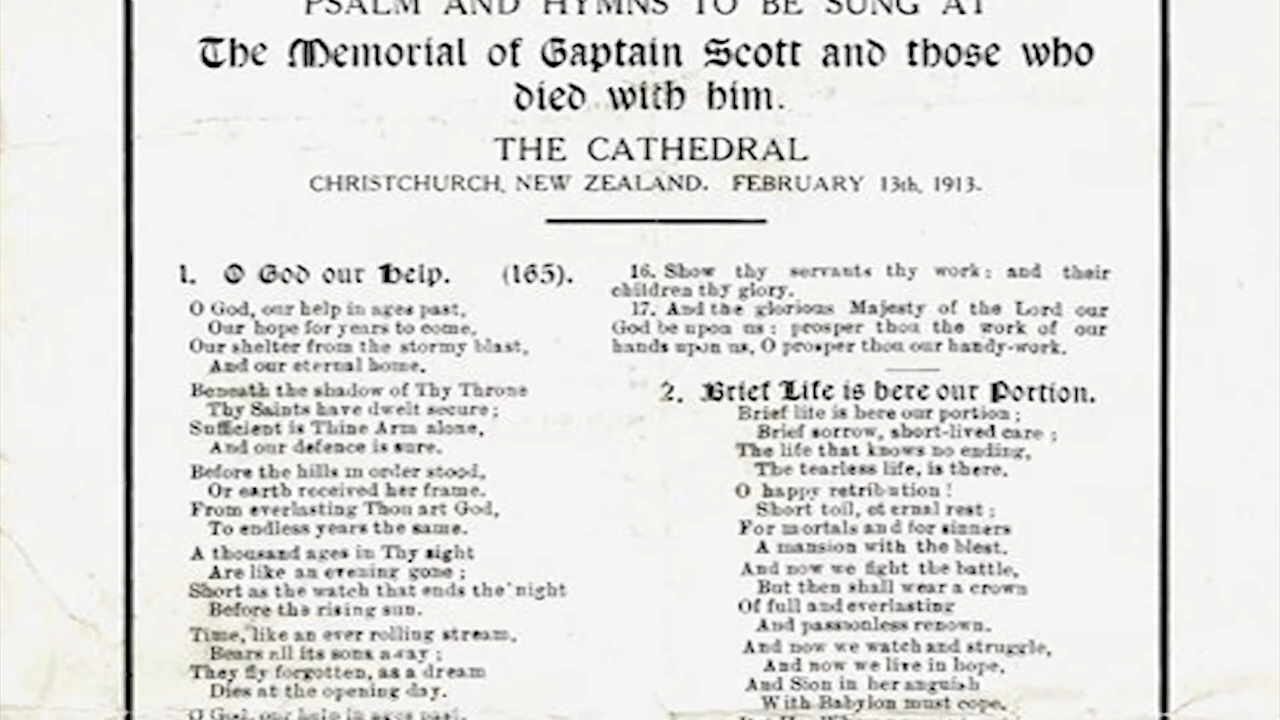 PSALM AND HYMNS TO BE SUNG AT
The Memorial of Captain Scott and those who
died with him.
THE CATHEDRAL
CHRISTCHURCH, NEW ZEALAND. FEBRUARY 13th, 1913.
1. O God our Help. (165).
O God, our help in ages past,
Our hope for years to come,
Our shelter from the stormy blast,
And our eternal home.
Beneath the shadow of Thy Throne
Thy Saints have dwelt secure;
Sufficient is Thine Arm alone,
And our defence is sure.
Before the hills in order stood,
Or earth received her frame.
From everlasting Thou art God,
To endless years the same.
A thousand ages in Thy sight
Are like an evening gone;
Short as the watch that ends the night
Before the rising sun.
Time, like an ever rolling stream,
Bears all its sons away;
They fly forgotten, as a dream
Dies at the opening day.
O God, our help in ages past,
16. Show thy servants thy work: and their
children thy glory.
17. And the glorious Majesty of the Lord our
God be upon us: prosper thou the work of our
hands upon us, O prosper thou our handy-work.
2. Brief Life is here our Portion.
Brief life is here our portion;
Brief sorrow, short-lived care;
The life that knows no ending,
The tearless life, is there.
O happy retribution!
Short toil, eternal rest;
For mortals and for sinners
A mansion with the blest.
And now we fight the battle,
But then shall wear a crown
Of full and everlasting
And passionless renown.
And now we watch and struggle,
And now we live in hope,
And Sion in her anguish
With Babylon must cope.